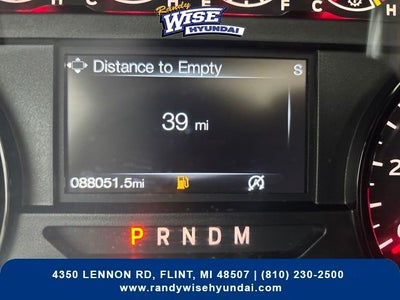 H
C
E
C
H
Randy
WISE
HYUNDAI
Distance to Empty
S
39 mi
088051.5mi
P R N D M
4350 LENNON RD, FLINT, MI 48507 | (810) 230-2500
www.randywisehyundai.com